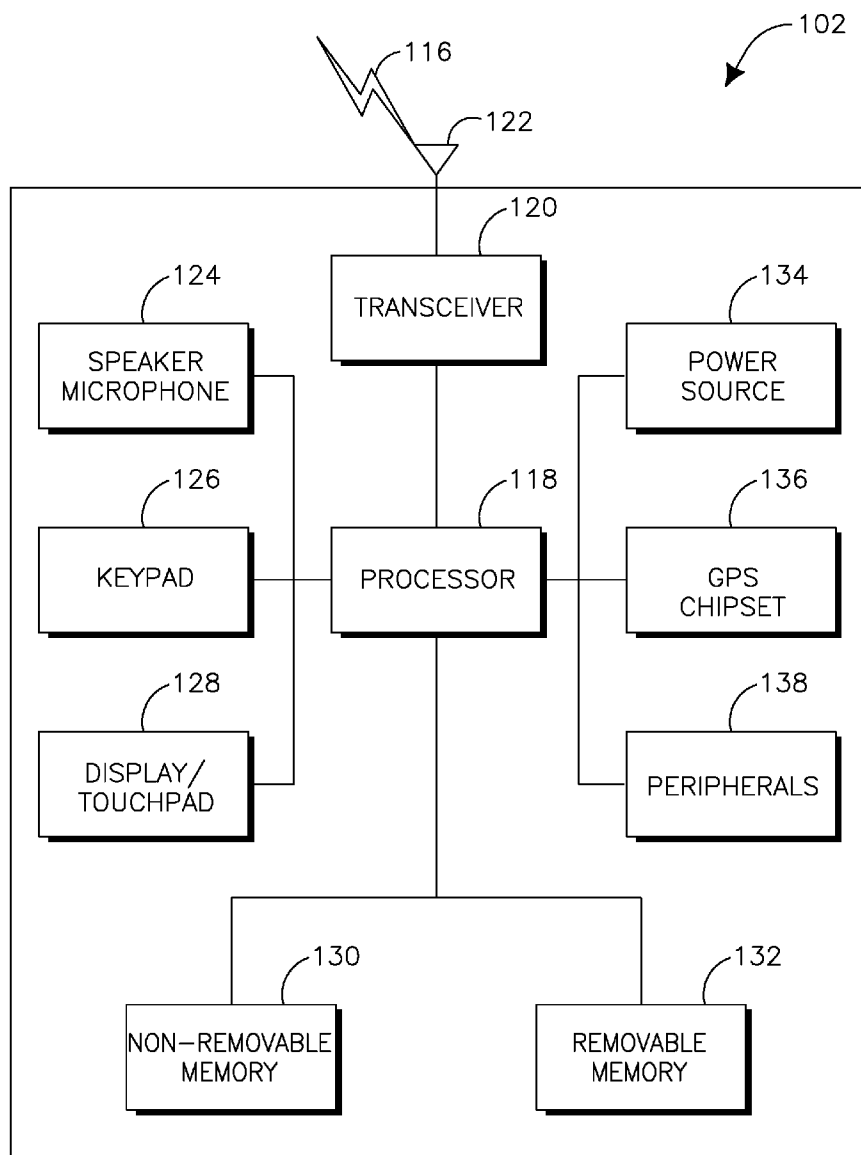 102
116
122
120
TRANSCEIVER
124
SPEAKER
MICROPHONE
134
POWER
SOURCE
126
KEYPAD
118
PROCESSOR
136
GPS
CHIPSET
128
DISPLAY/
TOUCHPAD
138
PERIPHERALS
130
NON-REMOVABLE
MEMORY
132
REMOVABLE
MEMORY